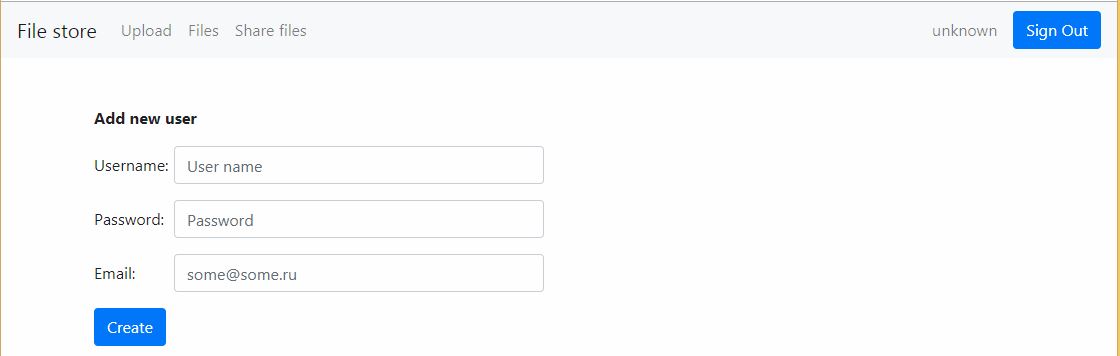 File store Upload Files Share files unknown Sign Out
Add new user
Username: User name
Password: Password
Email: some@some.ru
Create